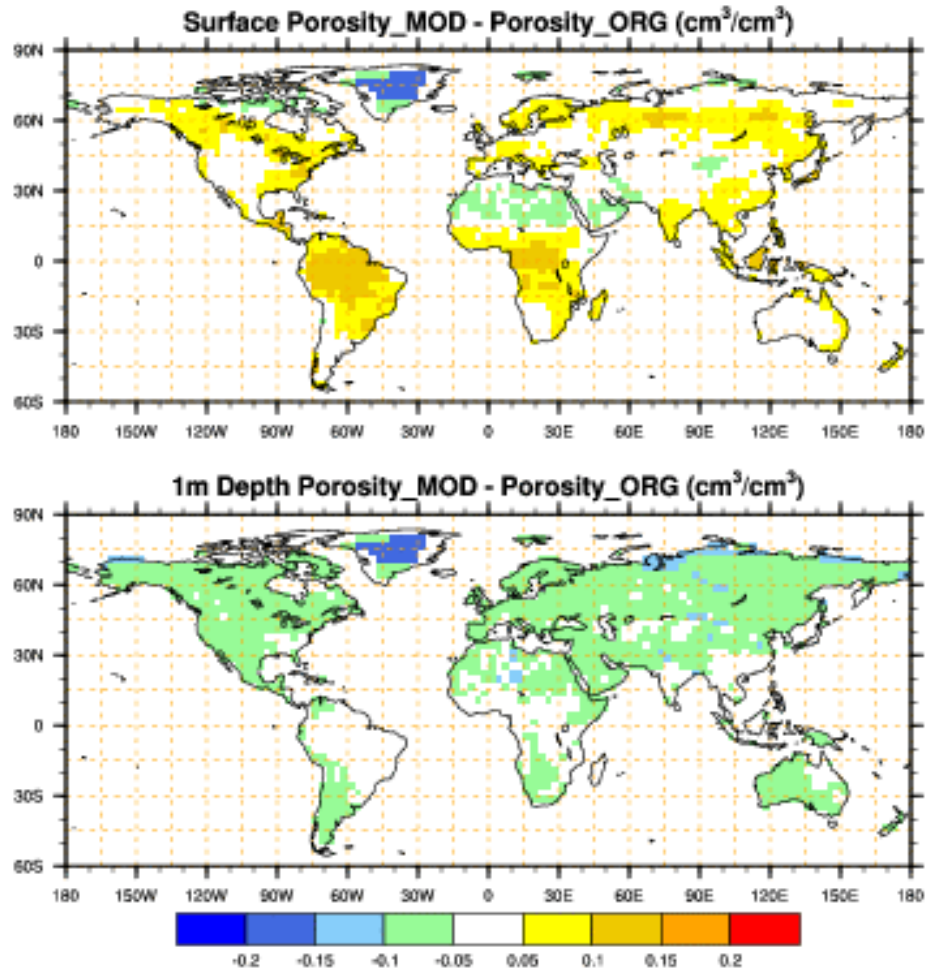 Surface Porosity_MOD - Porosity_ORG (cm³/cm³)
90N
60N
30N
0
30S
60S
180 150W 120W 90W 60W 30W 0 30E 60E 90E 120E 150E 180
1m Depth Porosity_MOD - Porosity_ORG (cm³/cm³)
90N
60N
30N
0
30S
60S
180 150W 120W 90W 60W 30W 0 30E 60E 90E 120E 150E 180
-0.2 -0.15 -0.1 -0.05 0.05 0.1 0.15 0.2